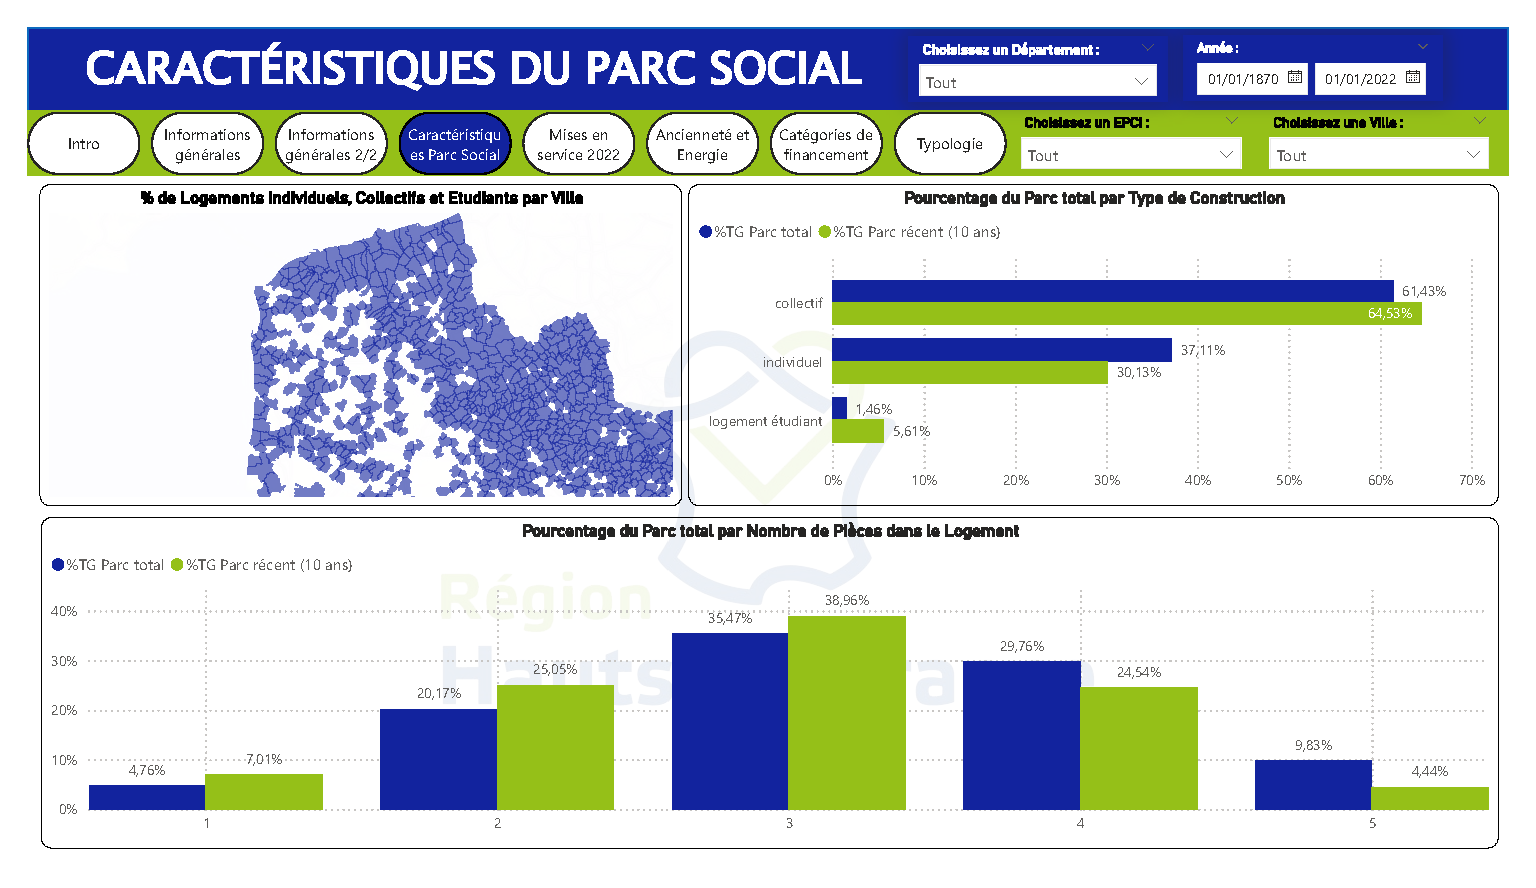 CARACTÉRISTIQUES DU PARC SOCIAL
Choisissez un Département :
Tout
Année :
01/01/1870
01/01/2022
Intro
Informations
générales
Informations
générales 2/2
Caractéristiqu
es Parc Social
Mises en
service 2022
Ancienneté et
Energie
Catégories de
financement
Typologie
Choisissez un EPCI :
Tout
Choisissez une Ville :
Tout
% de Logements Individuels, Collectifs et Etudiants par Ville
Pourcentage du Parc total par Type de Construction
%TG Parc total %TG Parc récent (10 ans)
collectif
61,43%
64,53%
individuel
37,11%
30,13%
logement étudiant
1,46%
5,61%
0% 10% 20% 30% 40% 50% 60% 70%
Pourcentage du Parc total par Nombre de Pièces dans le Logement
%TG Parc total %TG Parc récent (10 ans)
Région
Hauts
40%
30%
20%
10%
0%
4,76%
7,01%
20,17%
25,05%
35,47%
38,96%
29,76%
24,54%
9,83%
4,44%
1 2 3 4 5